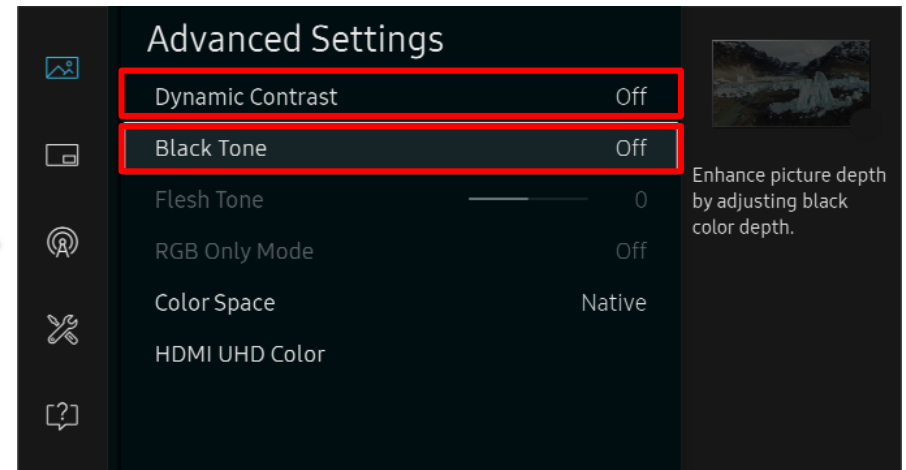 Advanced Settings
Dynamic Contrast Off
Black Tone Off
Flesh Tone 0
RGB Only Mode Off
Color Space Native
HDMI UHD Color
Enhance picture depth
by adjusting black
color depth.